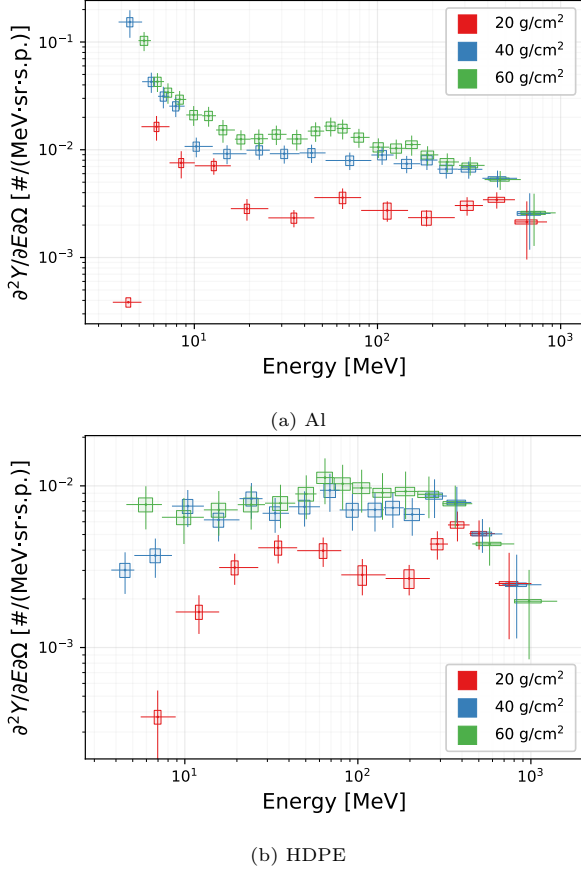 10⁻¹
10⁻²
10⁻³
∂²Y/∂E∂Ω [#/(MeV·sr·s.p.)]
20 g/cm²
40 g/cm²
60 g/cm²
10¹ 10² 10³
Energy [MeV]
(a) Al
10⁻²
10⁻³
∂²Y/∂E∂Ω [#/(MeV·sr·s.p.)]
20 g/cm²
40 g/cm²
60 g/cm²
10¹ 10² 10³
Energy [MeV]
(b) HDPE